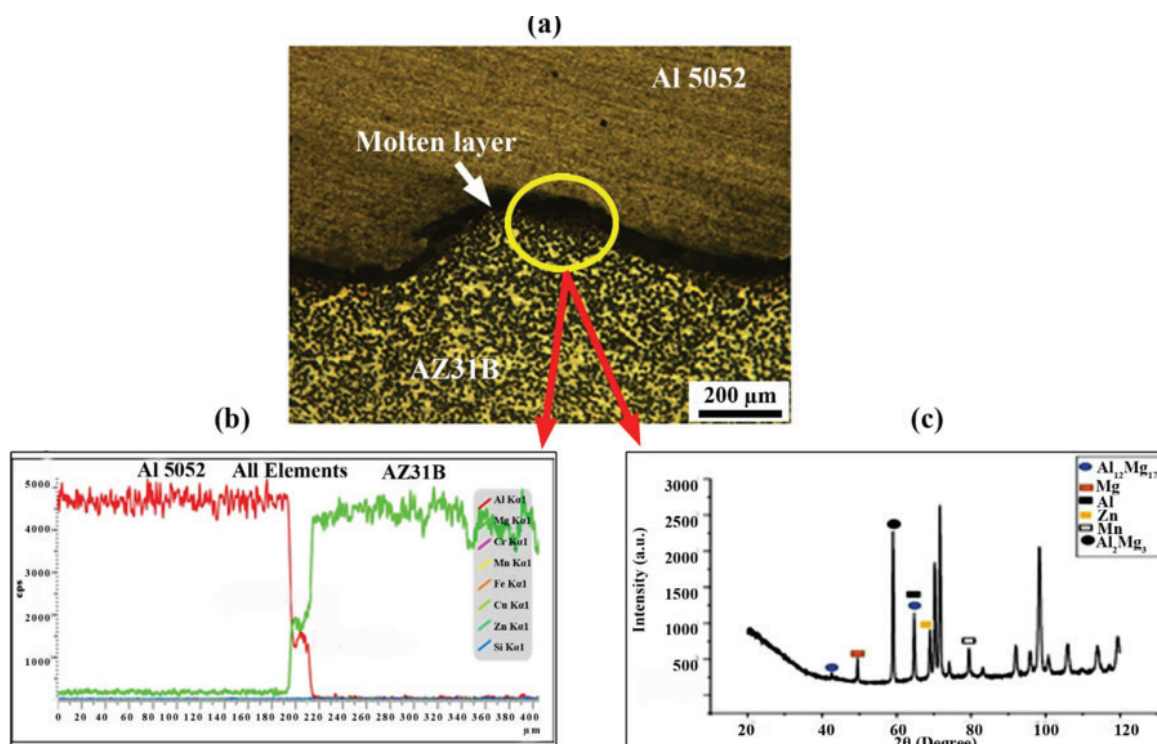 (a)
Al 5052
Molten layer
AZ31B
200 µm
(b)
Al 5052 All Elements AZ31B
5000
4000
3000
2000
1000
cps
0 20 40 60 80 100 120 140 160 180 200 220 240 260 280 300 320 340 360 380 400
µm
Al Kα1
Mg Kα1
Cr Kα1
Mn Kα1
Fe Kα1
Cu Kα1
Zn Kα1
Si Kα1
(c)
3000
2500
2000
1500
1000
500
Intensity (a.u.)
20 40 60 80 100 120
2θ (Degree)
Al₁₂Mg₁₇
Mg
Al
Zn
Mn
Al₂Mg₃